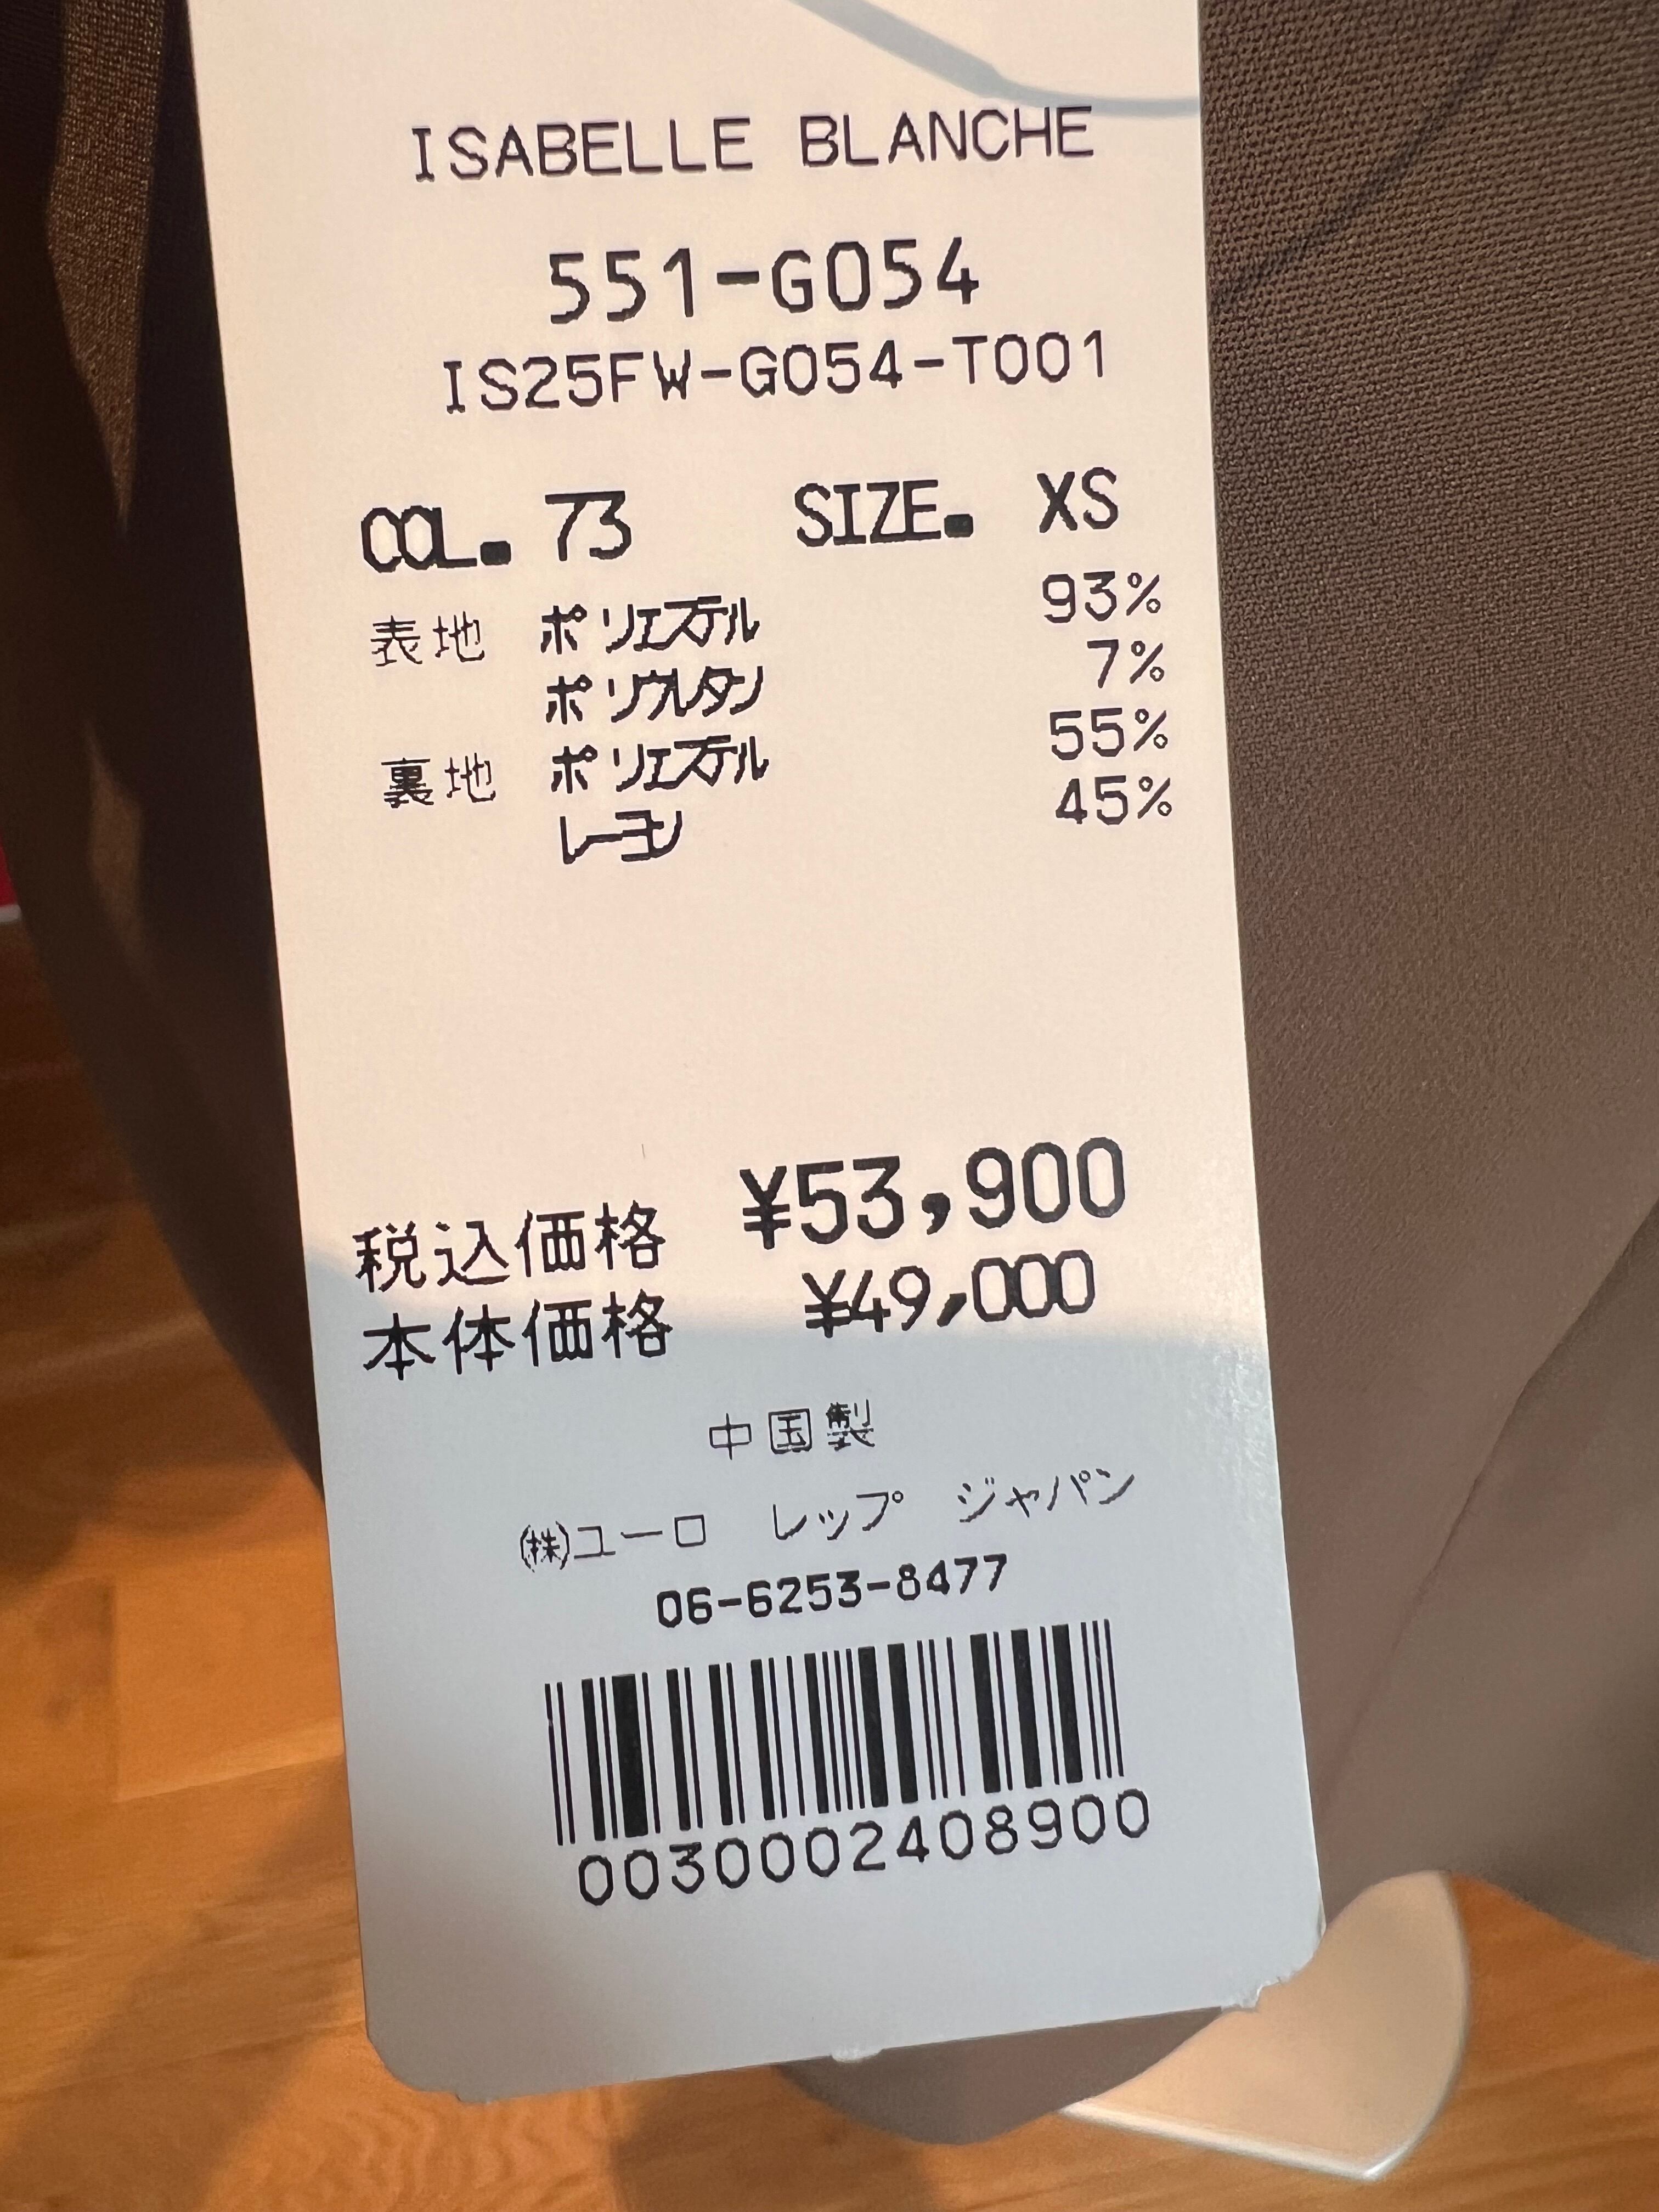 ISABELLE BLANCHE
551-G054
IS25FW-G054-T001
COL. 73 SIZE. XS
表地 ポリエステル 93%
ポリウレタン 7%
裏地 ポリエステル 55%
レーヨン 45%
税込価格 ¥53,900
本体価格 ¥49,000
中国製
㈱ユーロ レップ ジャパン
06-6253-8477
0030002408900